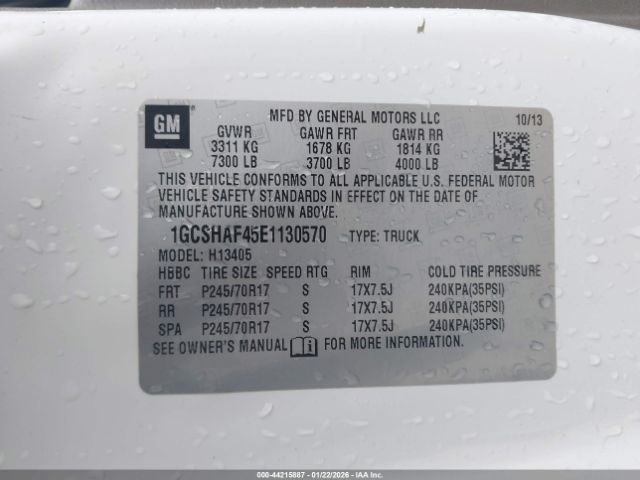 GM
MFD BY GENERAL MOTORS LLC 10/13
GVWR GAWR FRT GAWR RR
3311 KG 1678 KG 1814 KG
7300 LB 3700 LB 4000 LB
THIS VEHICLE CONFORMS TO ALL APPLICABLE U.S. FEDERAL MOTOR
VEHICLE SAFETY STANDARDS IN EFFECT ON THE DATE OF
MANUFACTURE SHOWN ABOVE.
1GCSHAF45E1130570 TYPE: TRUCK
MODEL: H13405
HBBC TIRE SIZE SPEED RTG RIM COLD TIRE PRESSURE
FRT P245/70R17 S 17X7.5J 240KPA(35PSI)
RR P245/70R17 S 17X7.5J 240KPA(35PSI)
SPA P245/70R17 S 17X7.5J 240KPA(35PSI)
SEE OWNER'S MANUAL i FOR MORE INFORMATION.
000-44215887 - 01/22/2026 - IAA Inc.